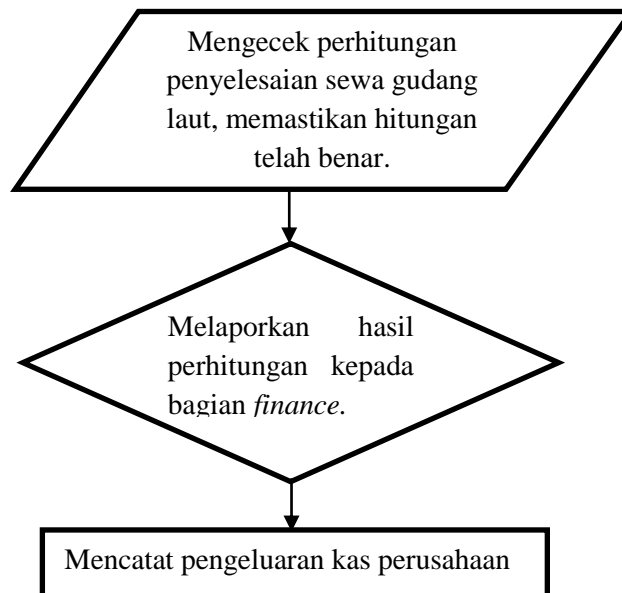 Mengecek perhitungan
penyelesaian sewa gudang
laut, memastikan hitungan
telah benar.
Melaporkan hasil
perhitungan kepada
bagian finance.
Mencatat pengeluaran kas perusahaan